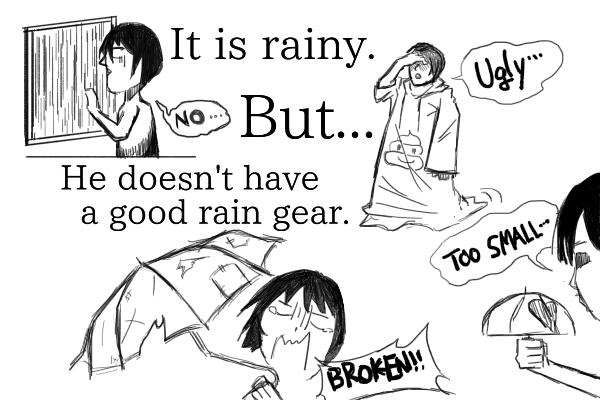 It is rainy.
NO...
But...
Ugly...
He doesn't have
a good rain gear.
TOO SMALL...
BROKEN!!